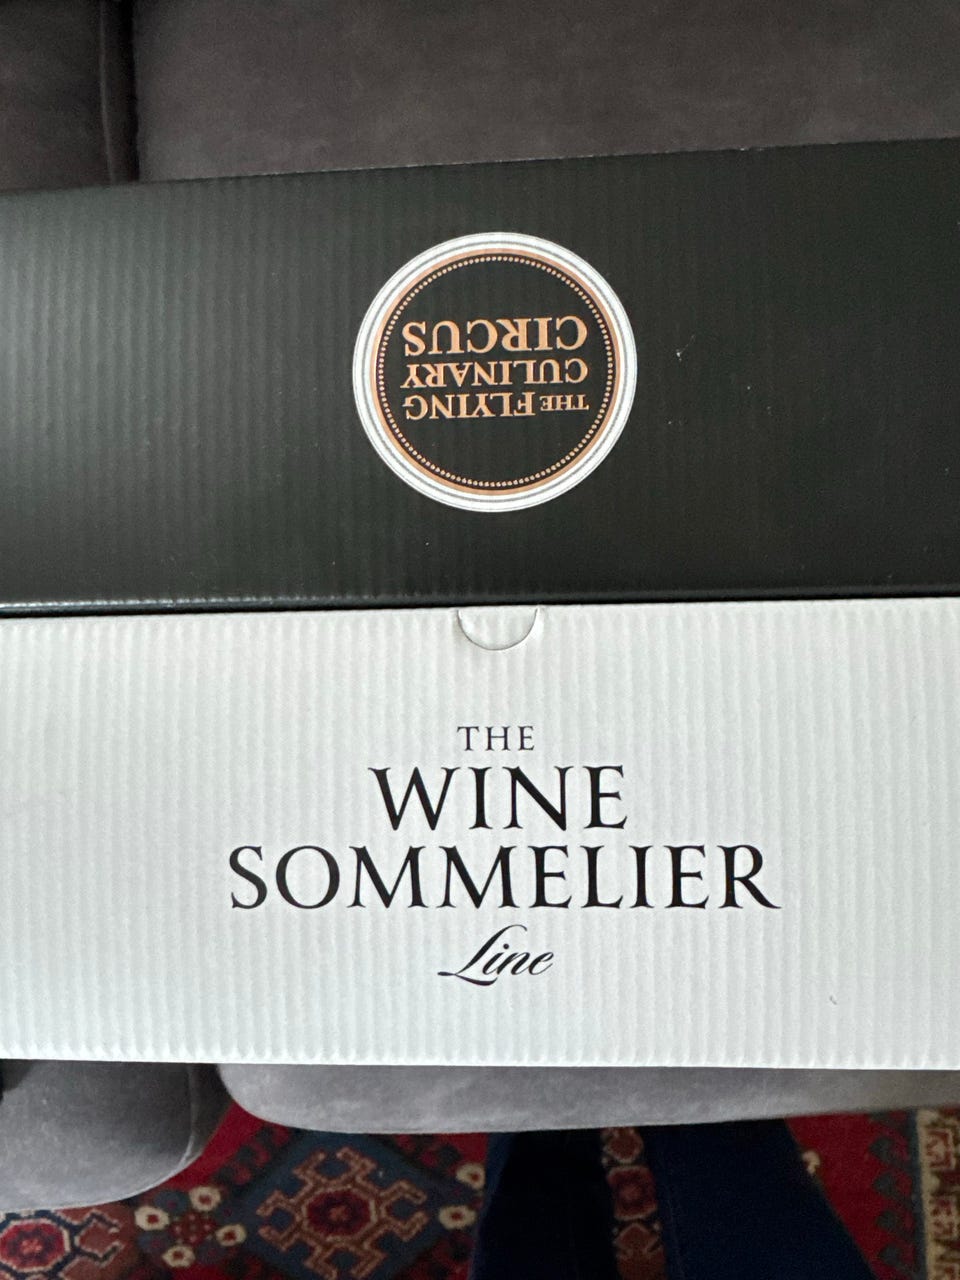 THE FLYING
CULINARY
CIRCUS
THE
WINE
SOMMELIER
Line